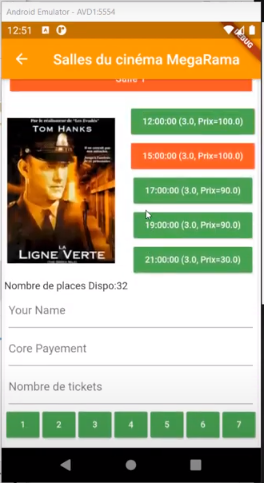 Android Emulator - AVD1:5554
12:51
DEBUG
Salles du cinéma MegaRama
Salle 1
Par le réalisateur de "Les Evadés"
TOM HANKS
LA
LIGNE VERTE
12:00:00 (3.0, Prix=100.0)
15:00:00 (3.0, Prix=100.0)
17:00:00 (3.0, Prix=90.0)
19:00:00 (3.0, Prix=90.0)
21:00:00 (3.0, Prix=30.0)
Nombre de places Dispo:32
Your Name
Core Payement
Nombre de tickets
1 2 3 4 5 6 7